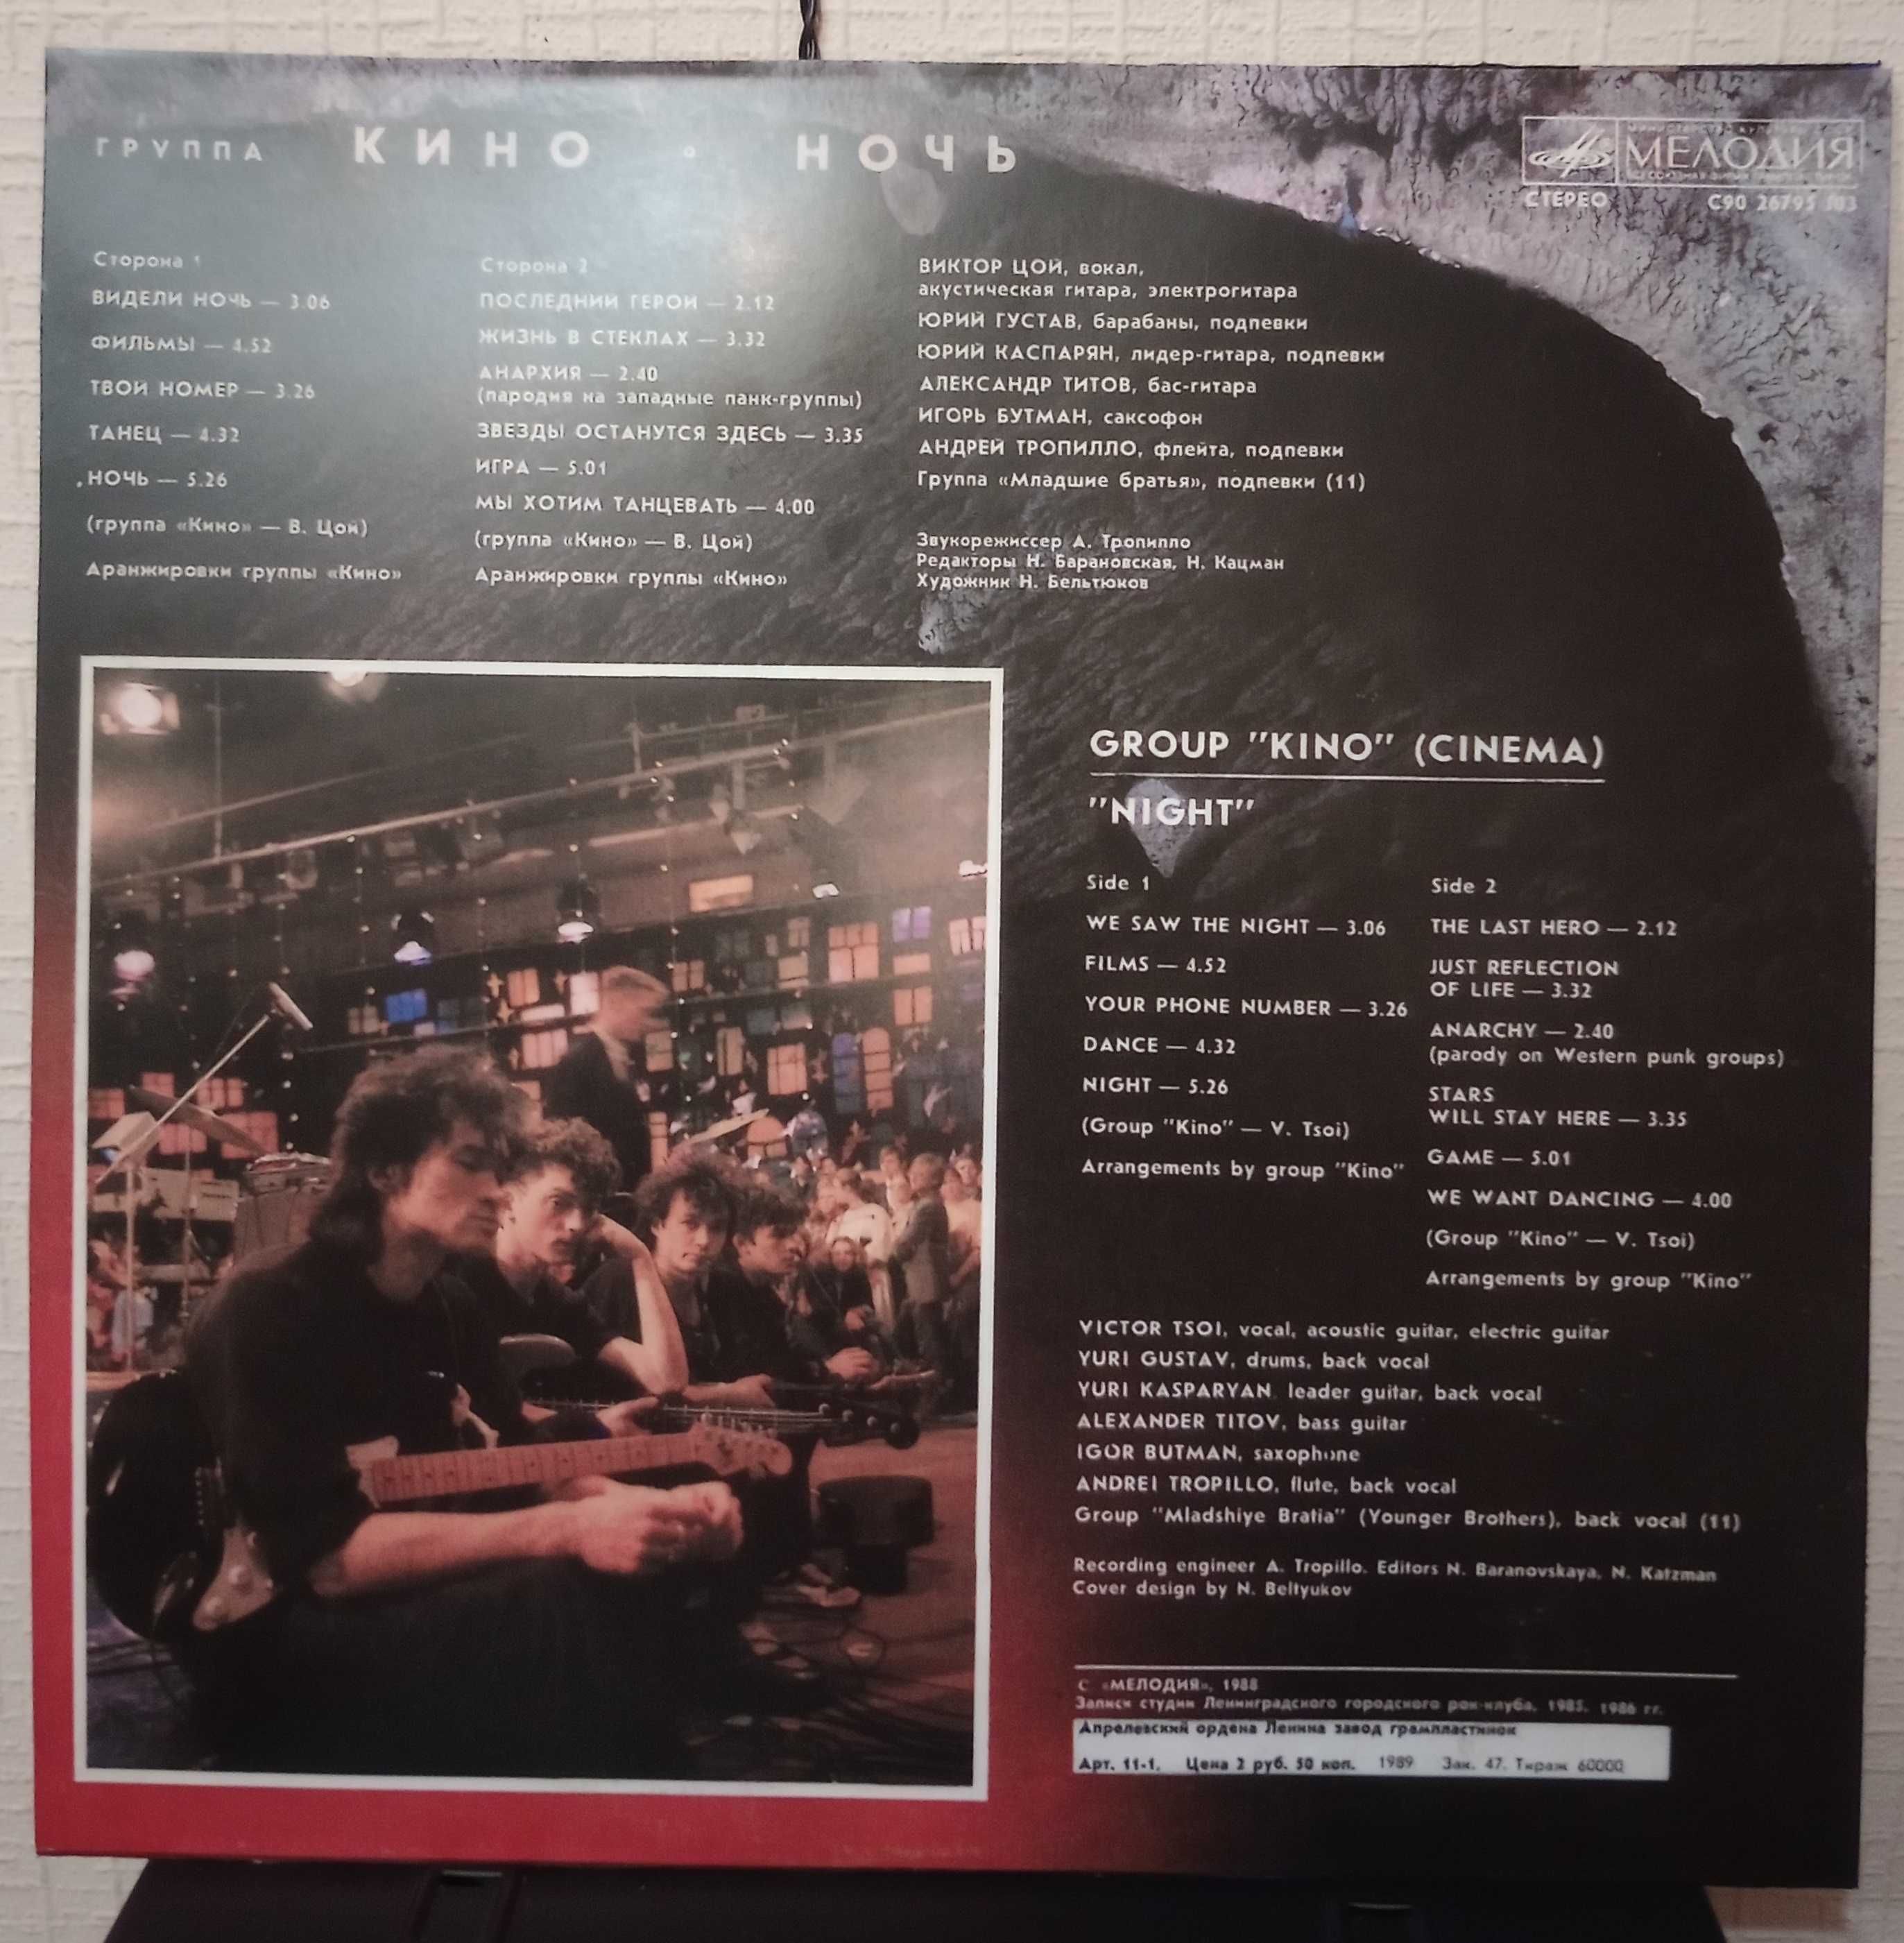 ГРУППА КИНО ° НОЧЬ
МЕЛОДИЯ
СТЕРЕО С90 26795
Сторона 1
ВИДЕЛИ НОЧЬ — 3.06
ФИЛЬМЫ — 4.52
ТВОЙ НОМЕР — 3.26
ТАНЕЦ — 4.32
НОЧЬ — 5.26
(группа «Кино» — В. Цой)
Аранжировки группы «Кино»
Сторона 2
ПОСЛЕДНИЙ ГЕРОЙ — 2.12
ЖИЗНЬ В СТЕКЛАХ — 3.32
АНАРХИЯ — 2.40
(пародия на западные панк-группы)
ЗВЕЗДЫ ОСТАНУТСЯ ЗДЕСЬ — 3.35
ИГРА — 5.01
МЫ ХОТИМ ТАНЦЕВАТЬ — 4.00
(группа «Кино» — В. Цой)
Аранжировки группы «Кино»
ВИКТОР ЦОЙ, вокал,
акустическая гитара, электрогитара
ЮРИЙ ГУСТАВ, барабаны, подпевки
ЮРИЙ КАСПАРЯН, лидер-гитара, подпевки
АЛЕКСАНДР ТИТОВ, бас-гитара
ИГОРЬ БУТМАН, саксофон
АНДРЕЙ ТРОПИЛЛО, флейта, подпевки
Группа «Младшие братья», подпевки (11)
Звукорежиссер А. Тропилло
Редакторы Н. Барановская, Н. Кацман
Художник Н. Бельтюков
GROUP "KINO" (CINEMA)
"NIGHT"
Side 1
WE SAW THE NIGHT — 3.06
FILMS — 4.52
YOUR PHONE NUMBER — 3.26
DANCE — 4.32
NIGHT — 5.26
(Group "Kino" — V. Tsoi)
Arrangements by group "Kino"
Side 2
THE LAST HERO — 2.12
JUST REFLECTION
OF LIFE — 3.32
ANARCHY — 2.40
(parody on Western punk groups)
STARS
WILL STAY HERE — 3.35
GAME — 5.01
WE WANT DANCING — 4.00
(Group "Kino" — V. Tsoi)
Arrangements by group "Kino"
VICTOR TSOI, vocal, acoustic guitar, electric guitar
YURI GUSTAV, drums, back vocal
YURI KASPARYAN, leader guitar, back vocal
ALEXANDER TITOV, bass guitar
IGOR BUTMAN, saxophone
ANDREI TROPILLO, flute, back vocal
Group "Mladshiye Bratia" (Younger Brothers), back vocal (11)
Recording engineer A. Tropillo. Editors N. Baranovskaya, N. Katzman
Cover design by N. Beltyukov
С «МЕЛОДИЯ», 1988
Записи студии Ленинградского городского рок-клуба, 1985, 1986 гг.
Апрелевский ордена Ленина завод грампластинок
Арт. 11-1. Цена 2 руб. 50 коп. 1989 Зак. 47. Тираж 60000